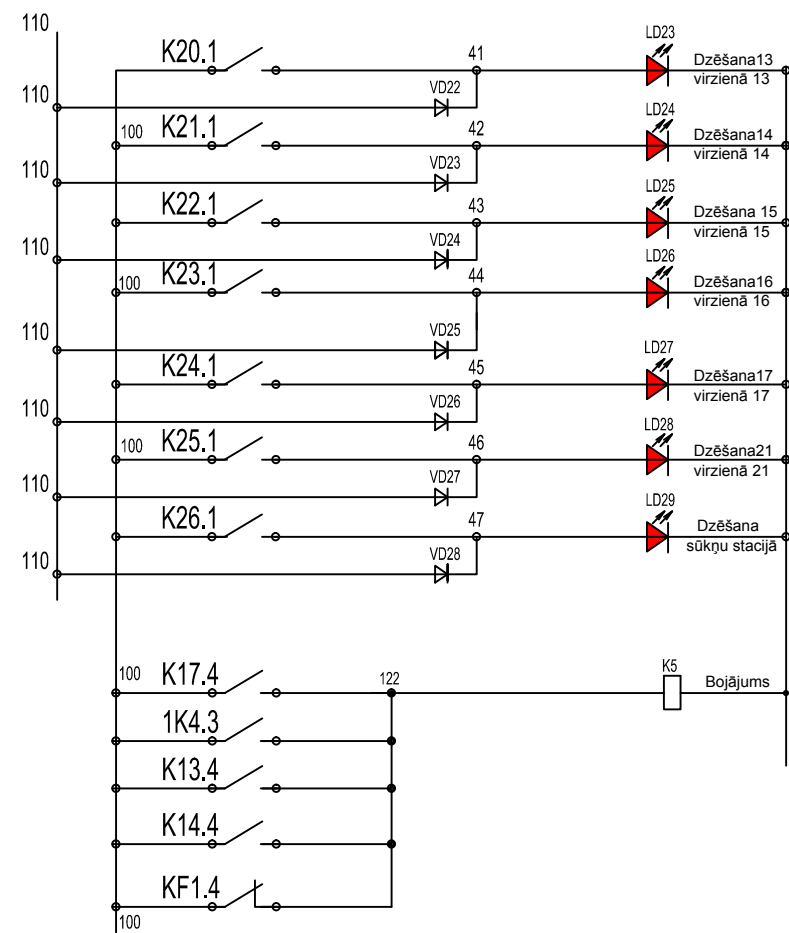 110
K20.1
41
LD23
Dzēšana13
virzienā 13
110
VD22
100
K21.1
42
LD24
Dzēšana14
virzienā 14
110
VD23
K22.1
43
LD25
Dzēšana 15
virzienā 15
110
VD24
100
K23.1
44
LD26
Dzēšana16
virzienā 16
110
VD25
K24.1
45
LD27
Dzēšana17
virzienā 17
110
VD26
100
K25.1
46
LD28
Dzēšana21
virzienā 21
110
VD27
K26.1
47
LD29
Dzēšana
sūkņu stacijā
110
VD28
100
K17.4
122
K5
Bojājums
1K4.3
K13.4
K14.4
KF1.4
100